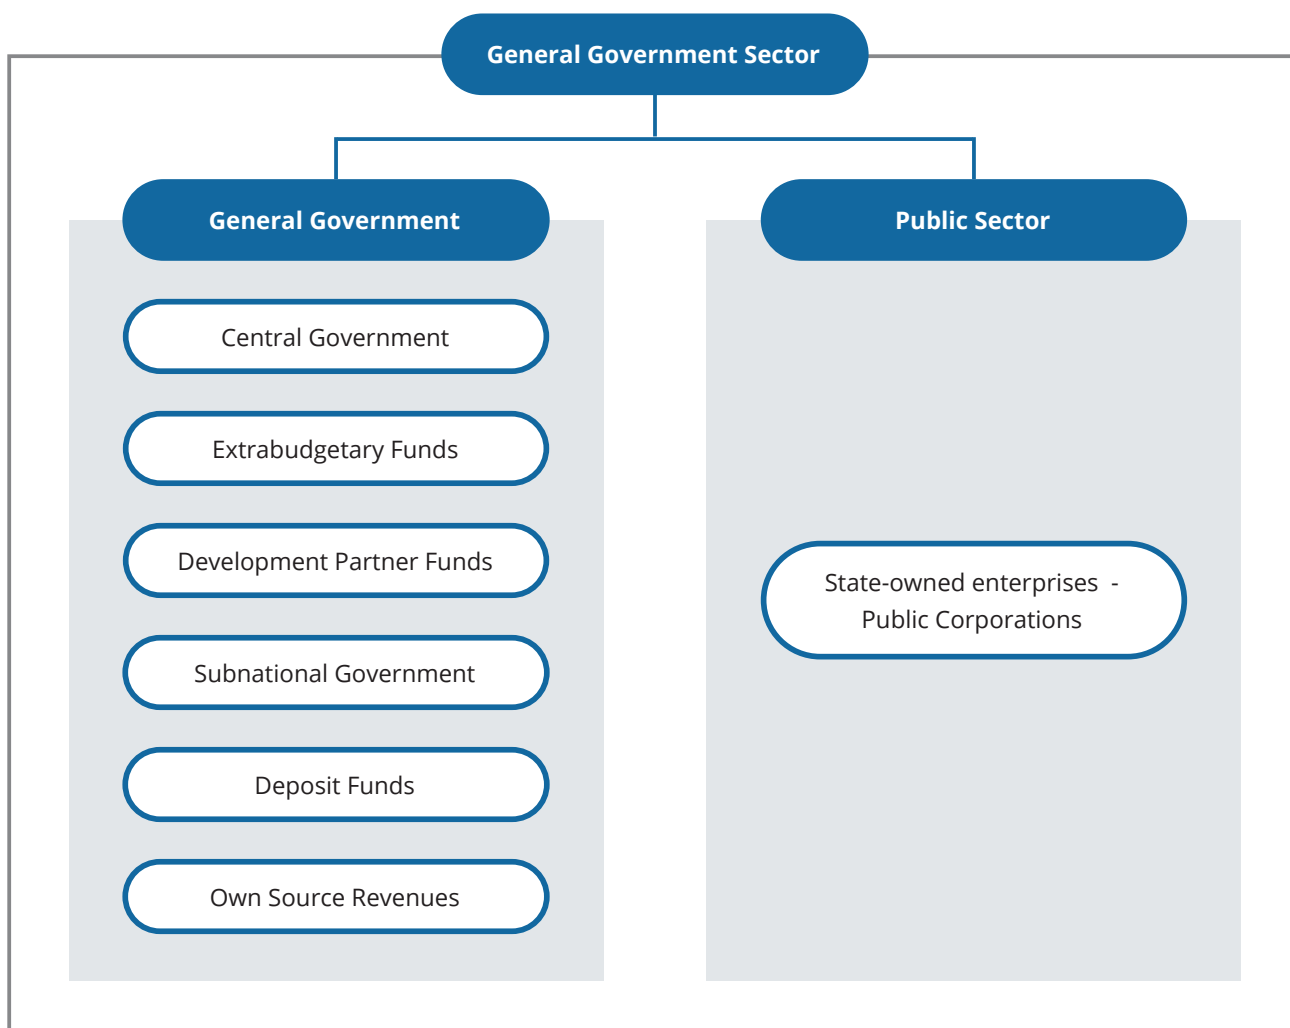 General Government Sector
General Government
Central Government
Extrabudgetary Funds
Development Partner Funds
Subnational Government
Deposit Funds
Own Source Revenues
Public Sector
State-owned enterprises -
Public Corporations